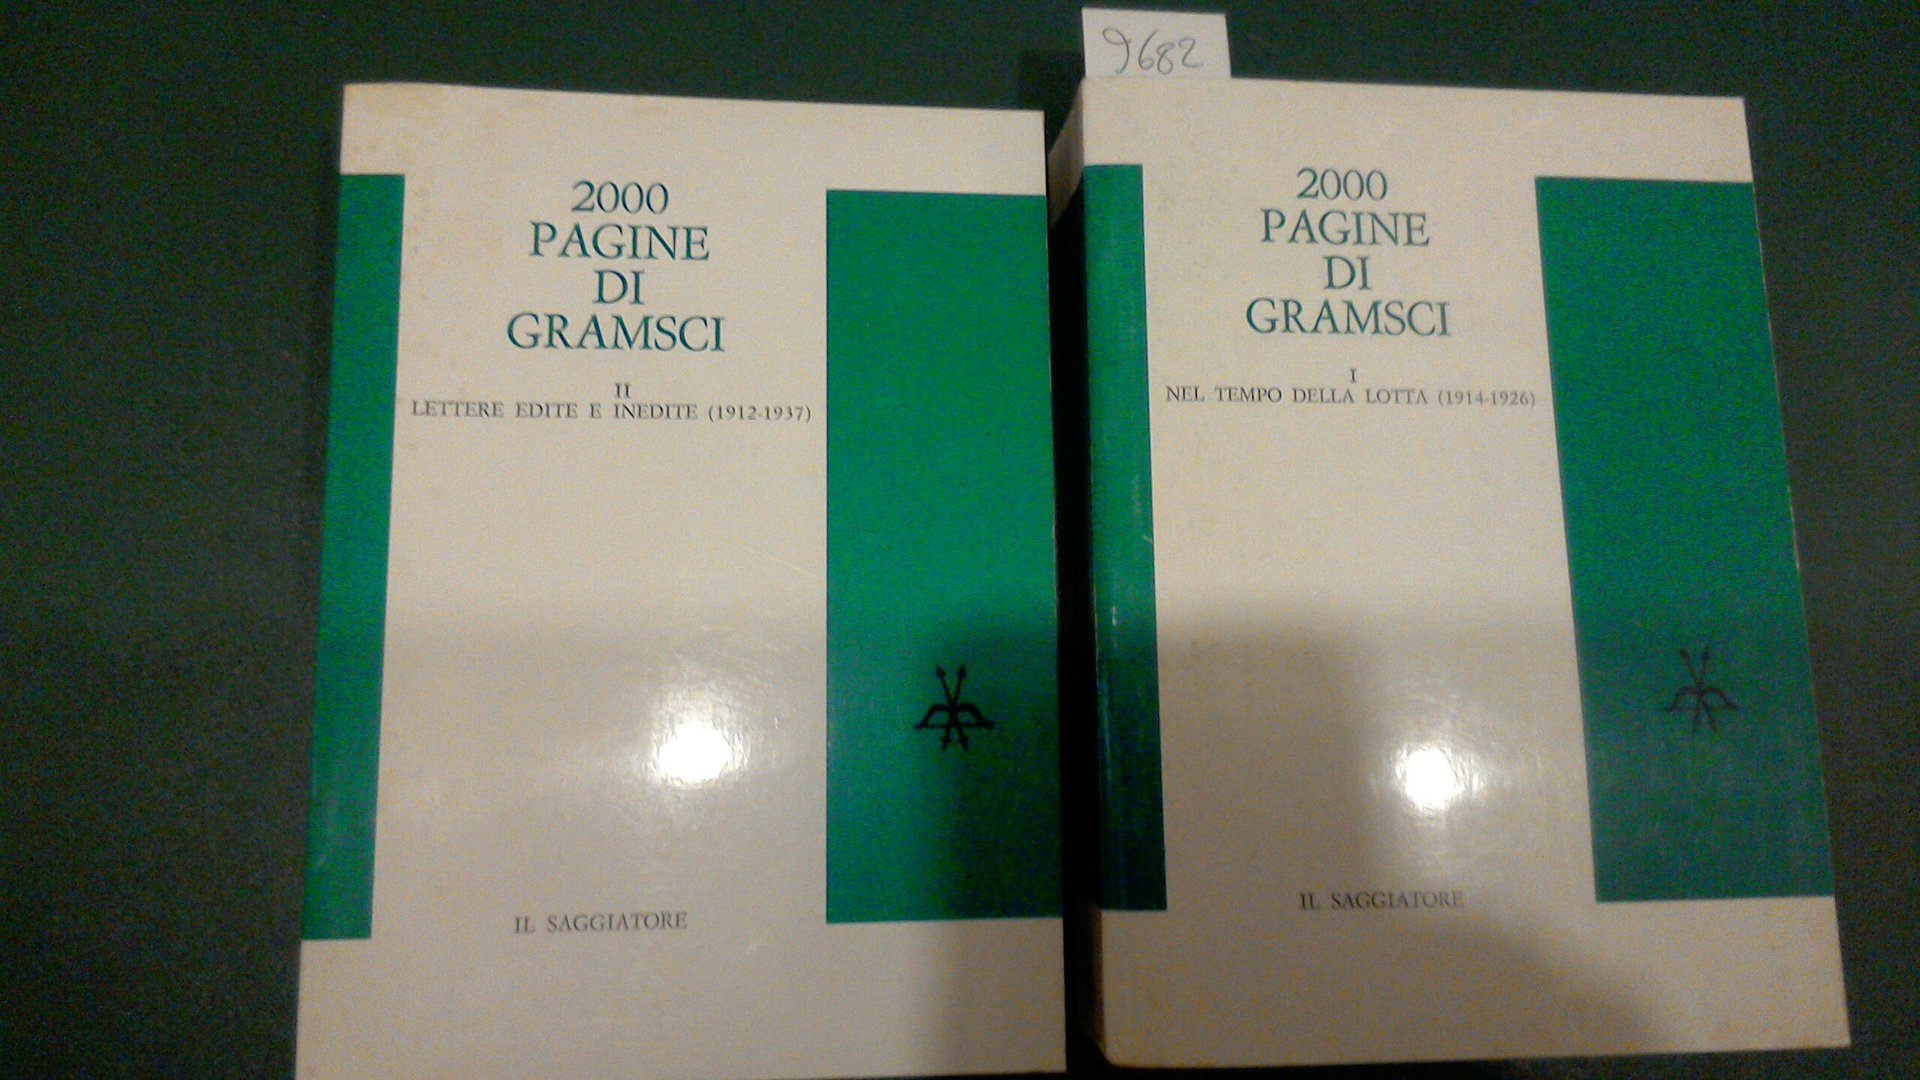 2000
PAGINE
DI
GRAMSCI
II
LETTERE EDITE E INEDITE (1912-1937)
IL SAGGIATORE
9682
2000
PAGINE
DI
GRAMSCI
I
NEL TEMPO DELLA LOTTA (1914-1926)
IL SAGGIATORE